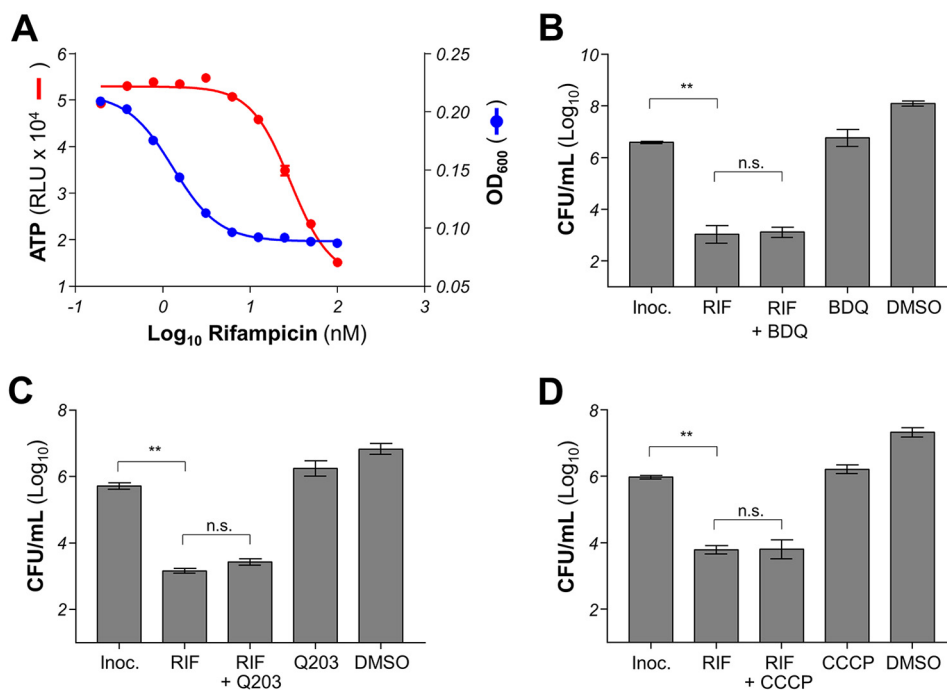 A
ATP (RLU x 10⁴ —)
6
5
4
3
2
1
0.25
0.20
0.15
0.10
0.05
OD₆₀₀ ( )
-1
0
1
2
3
Log₁₀ Rifampicin (nM)
B
CFU/mL (Log₁₀)
10
8
6
4
2
**
n.s.
Inoc.
RIF
RIF
+ BDQ
BDQ
DMSO
C
CFU/mL (Log₁₀)
8
6
4
2
**
n.s.
Inoc.
RIF
RIF
+ Q203
Q203
DMSO
D
CFU/mL (Log₁₀)
8
6
4
2
**
n.s.
Inoc.
RIF
RIF
+ CCCP
CCCP
DMSO